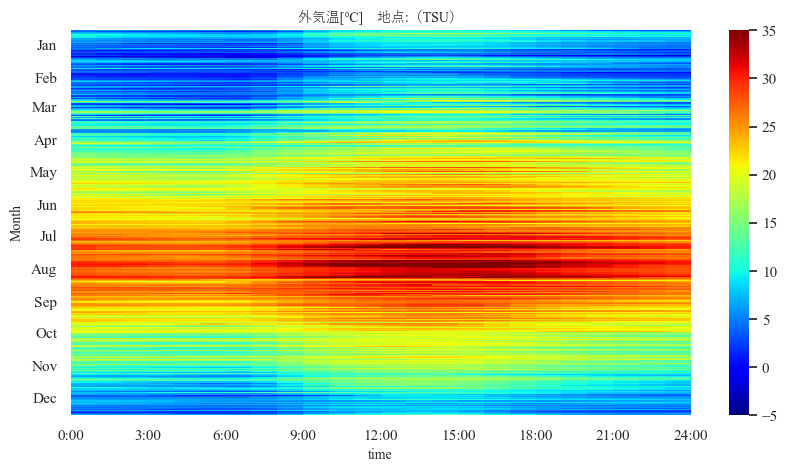 外気温[℃]　地点:（TSU）
Month
Jan
Feb
Mar
Apr
May
Jun
Jul
Aug
Sep
Oct
Nov
Dec
0:00 3:00 6:00 9:00 12:00 15:00 18:00 21:00 24:00
time
35
30
25
20
15
10
5
0
−5